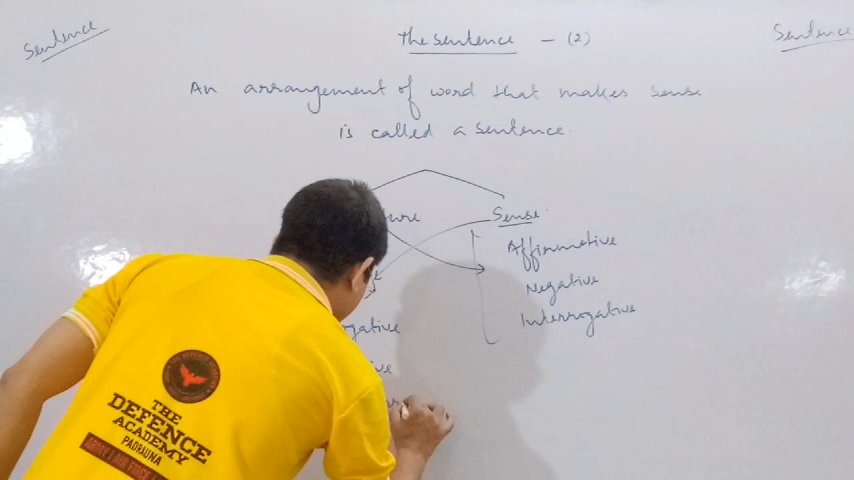 Sentence
The sentence - (2)
Sentence
An arrangement of word that makes sense
is called a sentence.
Sense
Affirmative
Negative
Interrogative
THE
DEFENCE
ACADEMY
PADRAUNA